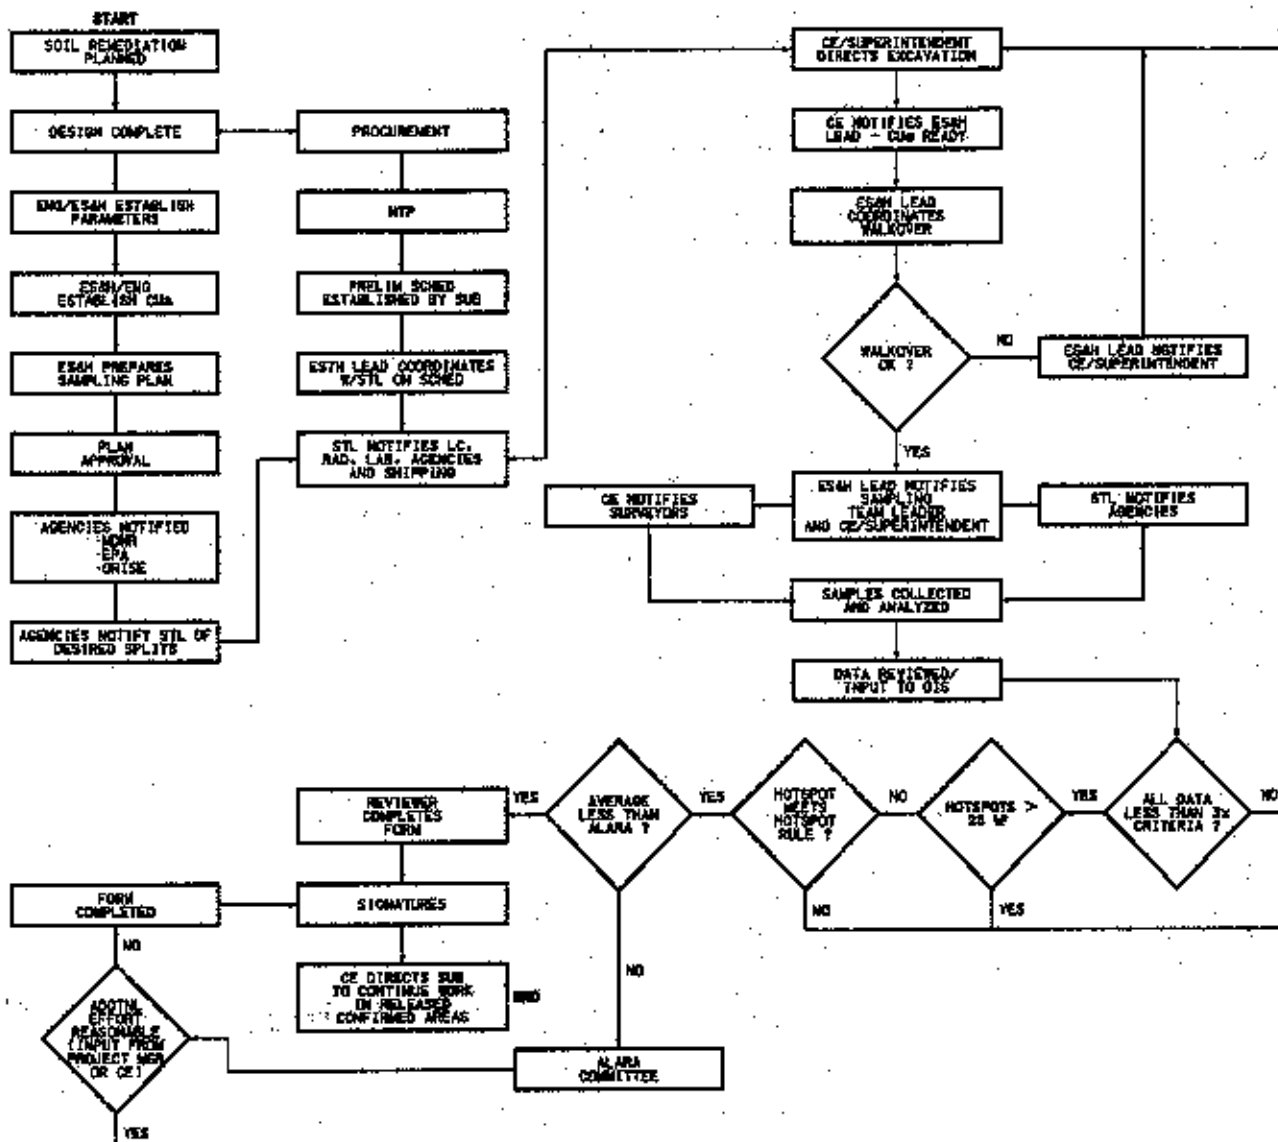 START
SOIL REMEDIATION
PLANNED
DESIGN COMPLETE
PROCUREMENT
ENG/ES&H ESTABLISH
PARAMETERS
NTP
ES&H/ENG
ESTABLISH CUs
PRELIM SCHED
ESTABLISHED BY SUB
ES&H PREPARES
SAMPLING PLAN
ES7H LEAD COORDINATES
W/STL ON SCHED
PLAN
APPROVAL
STL NOTIFIES LC,
RAD, LAB, AGENCIES
AND SHIPPING
AGENCIES NOTIFIED
-MDNR
-EPA
-ORISE
AGENCIES NOTIFY STL OF
DESIRED SPLITS
CE/SUPERINTENDENT
DIRECTS EXCAVATION
CE NOTIFIES ES&H
LEAD - CUs READY
ES&H LEAD
COORDINATES
WALKOVER
WALKOVER
OK ?
NO
ES&H LEAD NOTIFIES
CE/SUPERINTENDENT
YES
CE NOTIFIES
SURVEYORS
ES&H LEAD NOTIFIES
SAMPLING
TEAM LEADER
AND CE/SUPERINTENDENT
STL NOTIFIES
AGENCIES
SAMPLES COLLECTED
AND ANALYZED
DATA REVIEWED/
INPUT TO GIS
ALL DATA
LESS THAN 3x
CRITERIA ?
NO
YES
HOTSPOTS >
25 M²
YES
NO
HOTSPOT
MEETS
HOTSPOT
RULE ?
NO
YES
AVERAGE
LESS THAN
ALARA ?
YES
NO
REVIEWER
COMPLETES
FORM
SIGNATURES
FORM
COMPLETED
CE DIRECTS SUB
TO CONTINUE WORK
IN RELEASED
CONFIRMED AREAS
END
ALARA
COMMITTEE
NO
ADDTNL
EFFORT
REASONABLE
(INPUT FROM
PROJECT MGR
OR CE)
YES